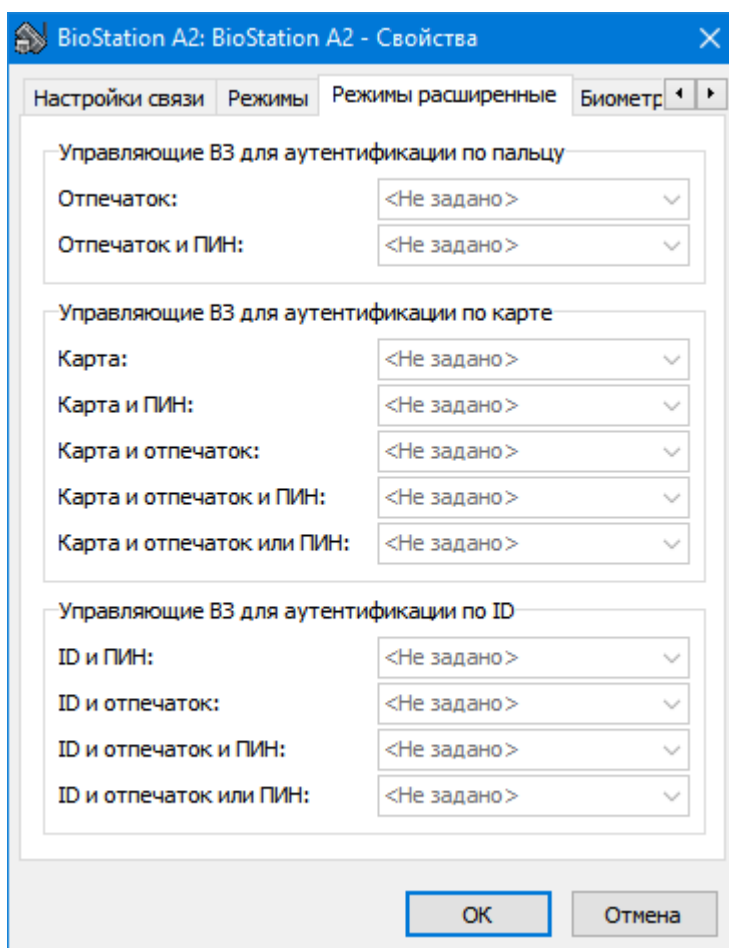 BioStation A2: BioStation A2 - Свойства
Настройки связи Режимы Режимы расширенные Биометр
Управляющие ВЗ для аутентификации по пальцу
Отпечаток: <Не задано>
Отпечаток и ПИН: <Не задано>
Управляющие ВЗ для аутентификации по карте
Карта: <Не задано>
Карта и ПИН: <Не задано>
Карта и отпечаток: <Не задано>
Карта и отпечаток и ПИН: <Не задано>
Карта и отпечаток или ПИН: <Не задано>
Управляющие ВЗ для аутентификации по ID
ID и ПИН: <Не задано>
ID и отпечаток: <Не задано>
ID и отпечаток и ПИН: <Не задано>
ID и отпечаток или ПИН: <Не задано>
ОК Отмена